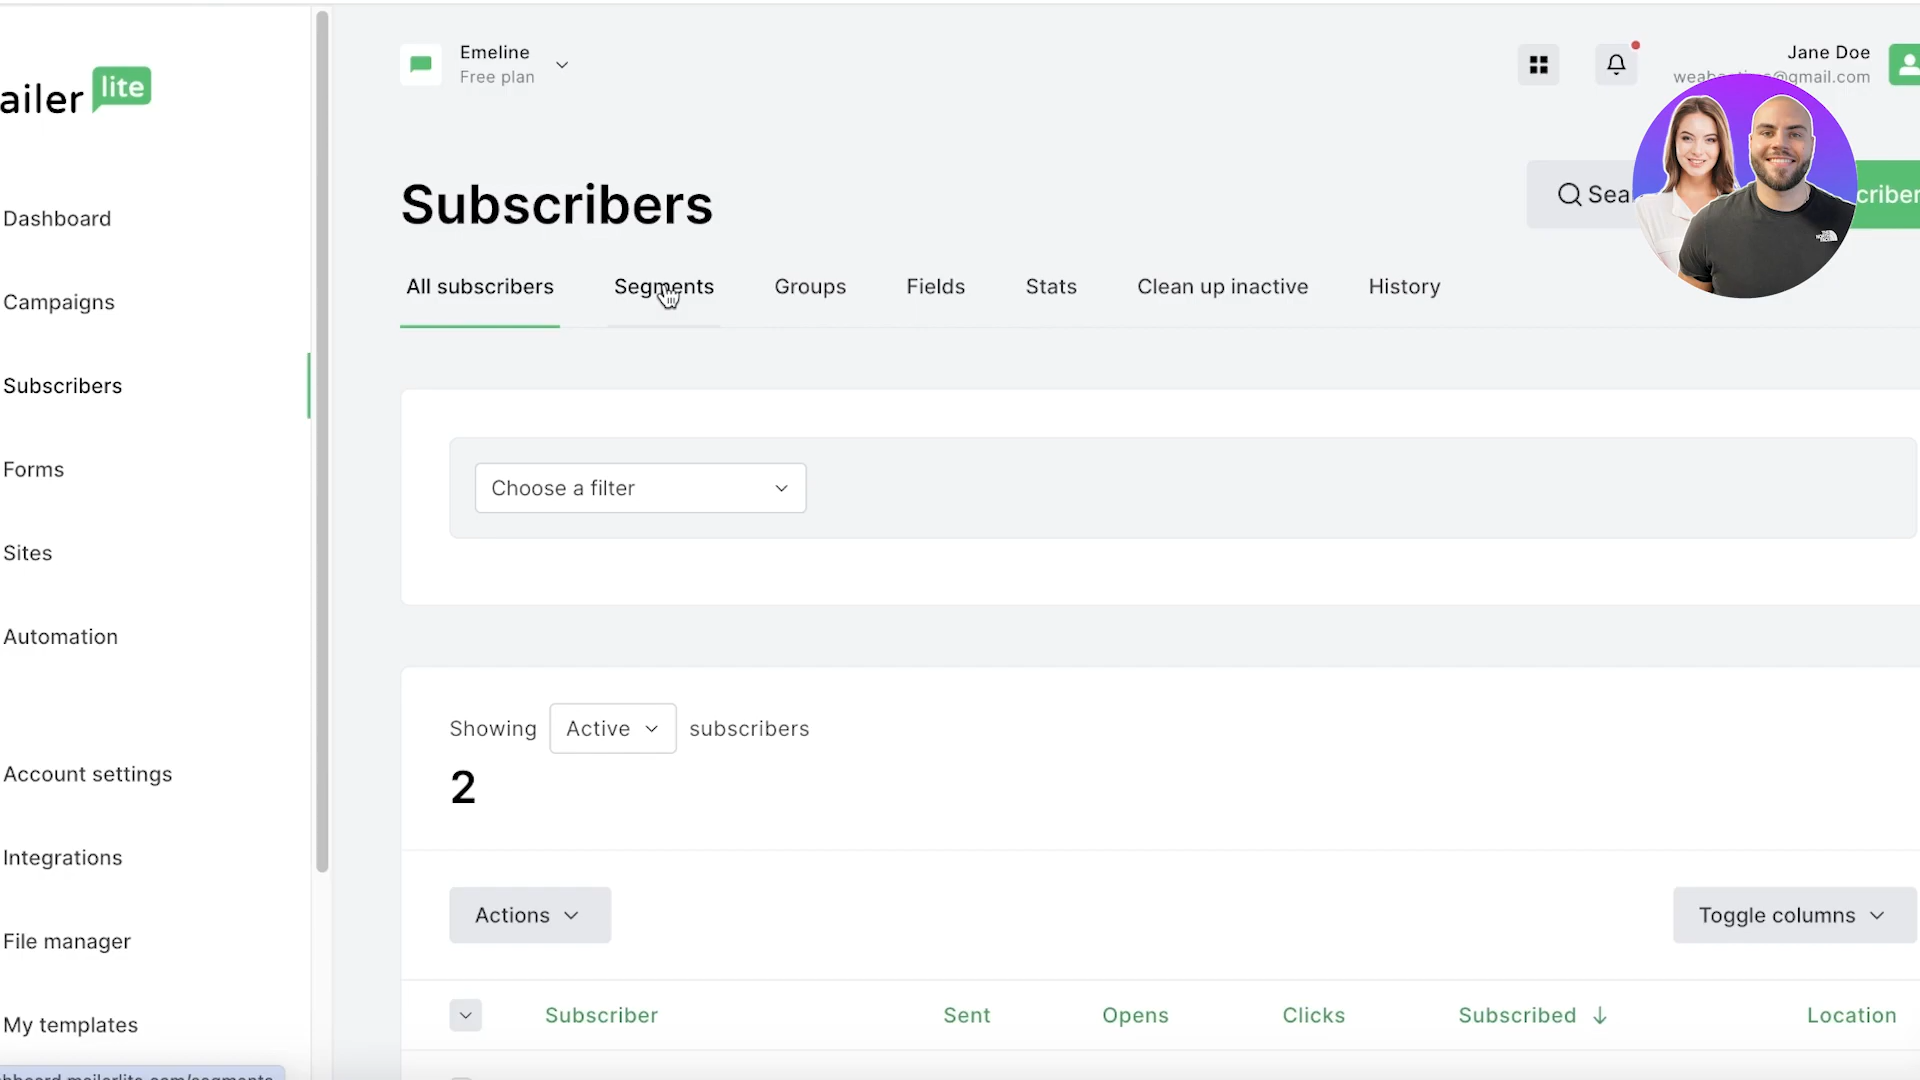 ailer lite
Emeline
Free plan
Jane Doe
Dashboard
Campaigns
Subscribers
Forms
Sites
Automation
Account settings
Integrations
File manager
My templates
Subscribers
All subscribers
Segments
Groups
Fields
Stats
Clean up inactive
History
Choose a filter
Showing Active subscribers
2
Actions
Toggle columns
Subscriber
Sent
Opens
Clicks
Subscribed
Location